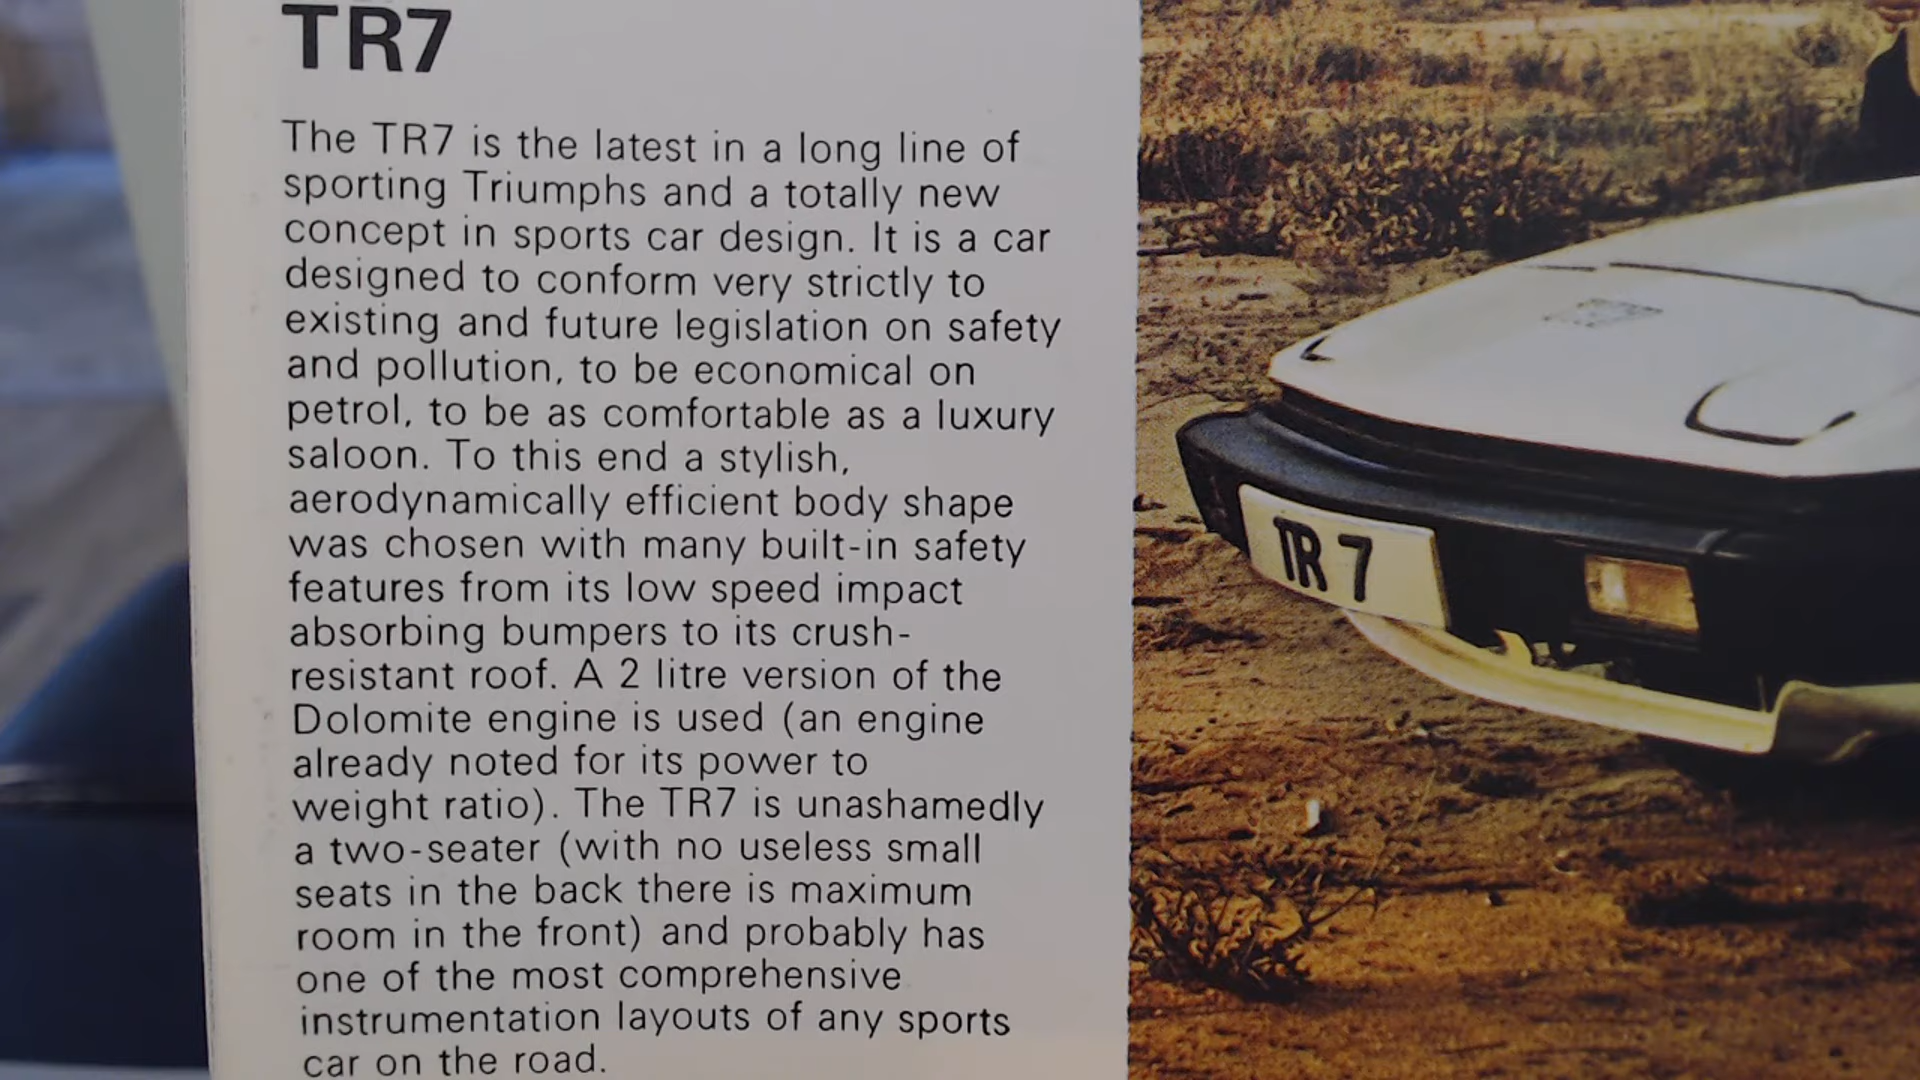 TR7
The TR7 is the latest in a long line of
sporting Triumphs and a totally new
concept in sports car design. It is a car
designed to conform very strictly to
existing and future legislation on safety
and pollution, to be economical on
petrol, to be as comfortable as a luxury
saloon. To this end a stylish,
aerodynamically efficient body shape
was chosen with many built-in safety
features from its low speed impact
absorbing bumpers to its crush-
resistant roof. A 2 litre version of the
Dolomite engine is used (an engine
already noted for its power to
weight ratio). The TR7 is unashamedly
a two-seater (with no useless small
seats in the back there is maximum
room in the front) and probably has
one of the most comprehensive
instrumentation layouts of any sports
car on the road.
TR 7